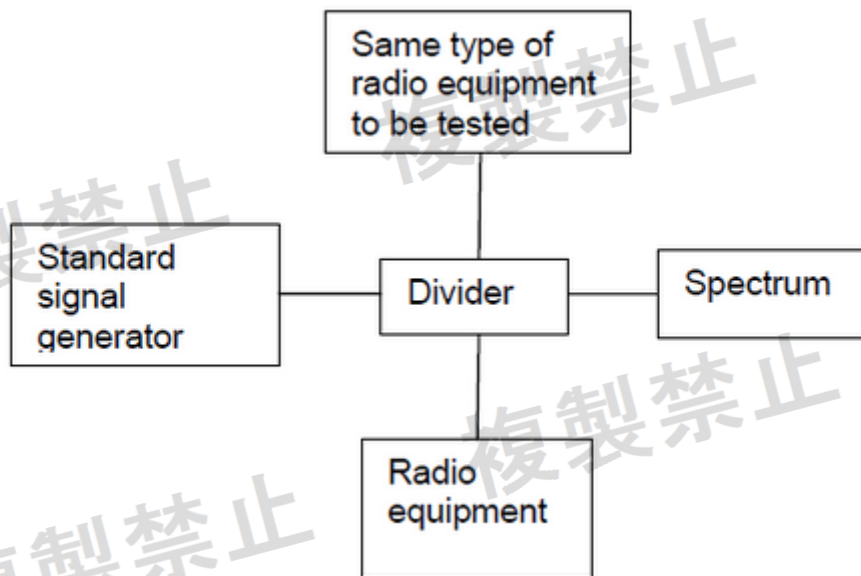 Same type of
radio equipment
to be tested
複製禁止
製禁止
Standard
signal
generator
Divider
Spectrum
複製禁止
Radio
equipment
複製禁止